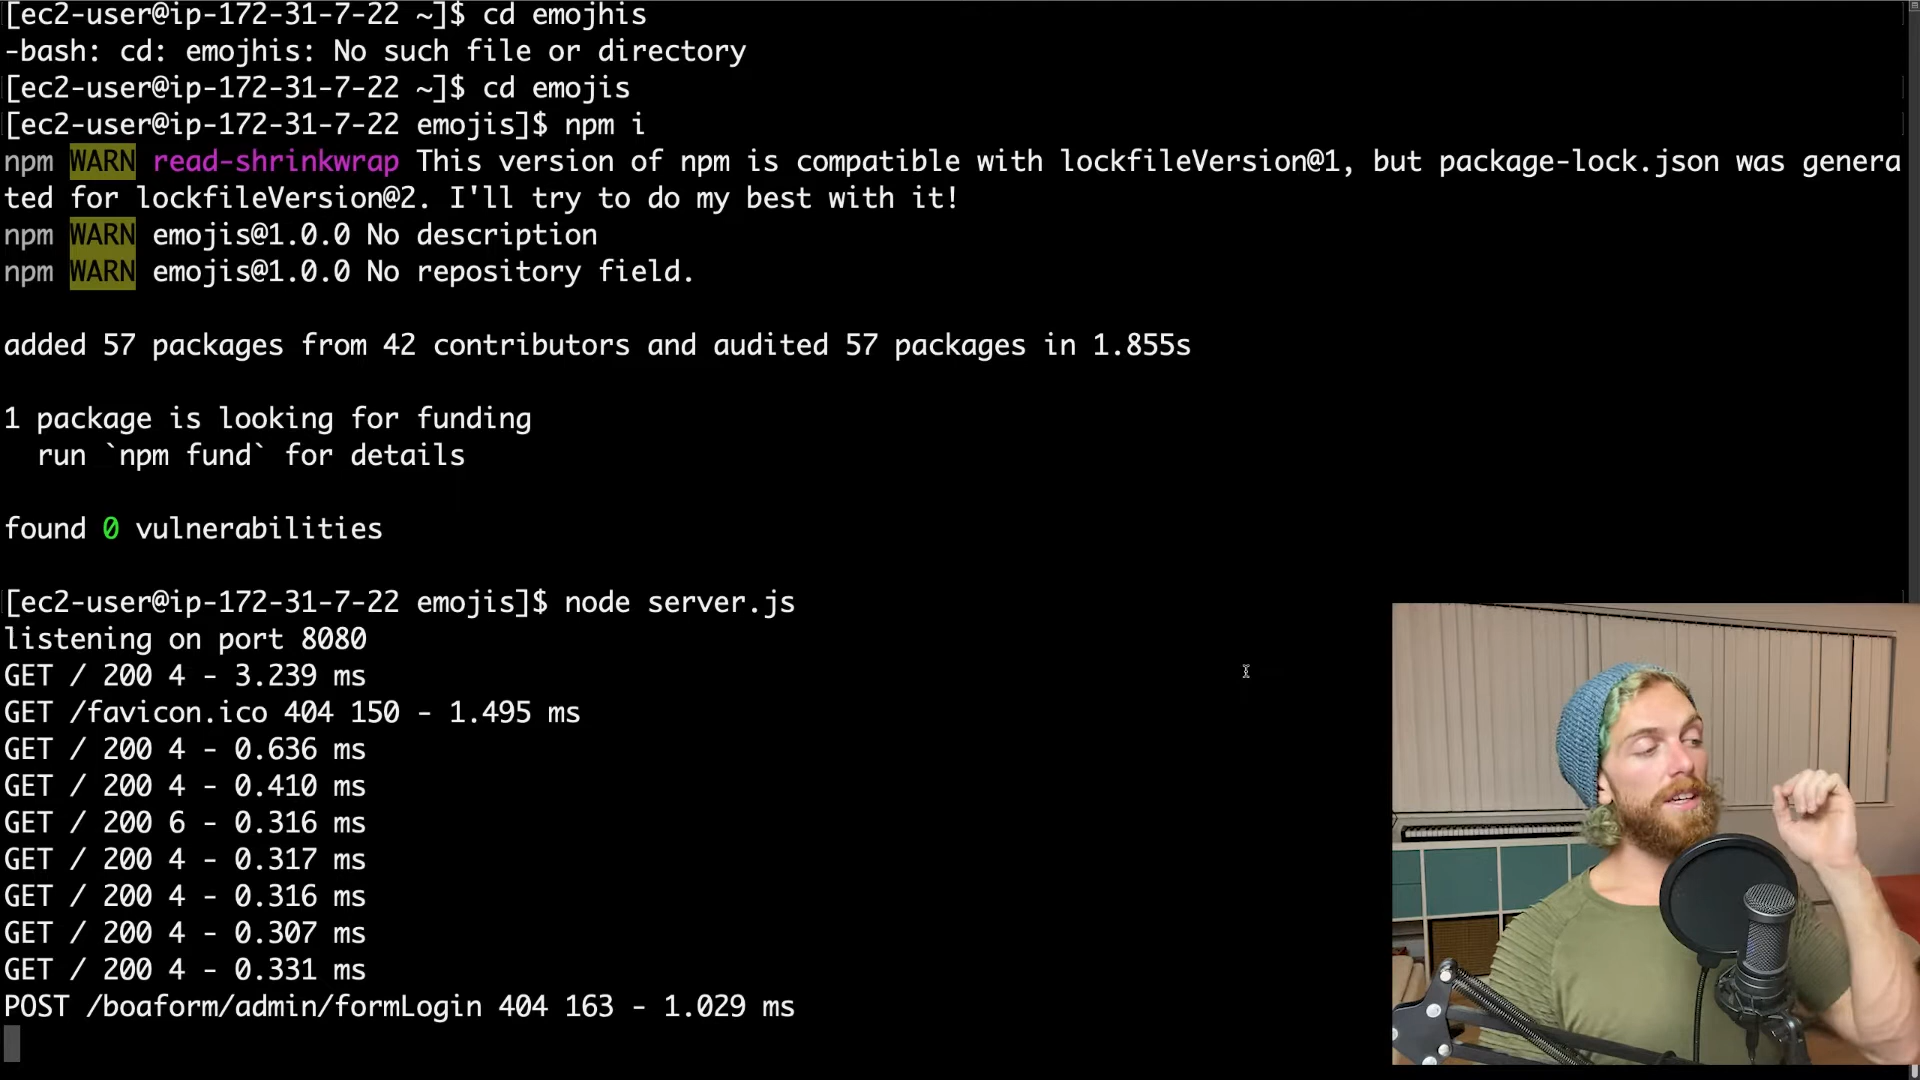 [ec2-user@ip-172-31-7-22 ~]$ cd emojhis
-bash: cd: emojhis: No such file or directory
[ec2-user@ip-172-31-7-22 ~]$ cd emojis
[ec2-user@ip-172-31-7-22 emojis]$ npm i
npm WARN read-shrinkwrap This version of npm is compatible with lockfileVersion@1, but package-lock.json was genera
ted for lockfileVersion@2. I'll try to do my best with it!
npm WARN emojis@1.0.0 No description
npm WARN emojis@1.0.0 No repository field.
added 57 packages from 42 contributors and audited 57 packages in 1.855s
1 package is looking for funding
run `npm fund` for details
found 0 vulnerabilities
[ec2-user@ip-172-31-7-22 emojis]$ node server.js
listening on port 8080
GET / 200 4 - 3.239 ms
GET /favicon.ico 404 150 - 1.495 ms
GET / 200 4 - 0.636 ms
GET / 200 4 - 0.410 ms
GET / 200 6 - 0.316 ms
GET / 200 4 - 0.317 ms
GET / 200 4 - 0.316 ms
GET / 200 4 - 0.307 ms
GET / 200 4 - 0.331 ms
POST /boaform/admin/formLogin 404 163 - 1.029 ms